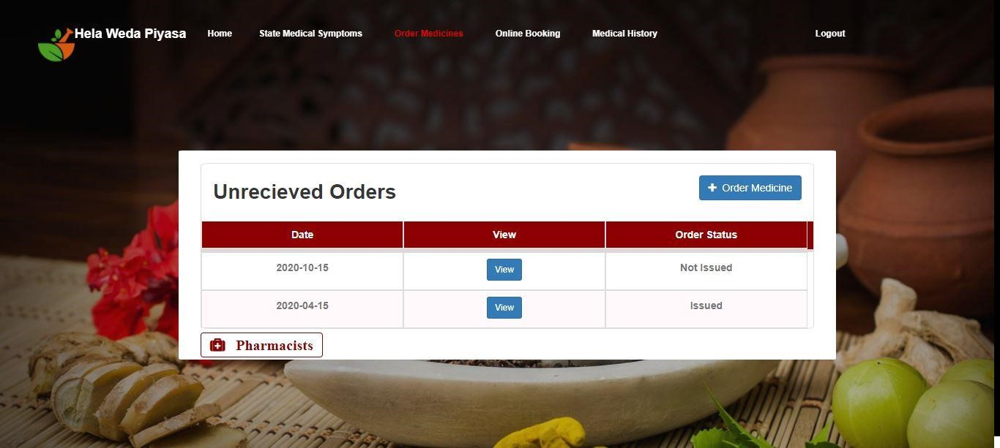 Hela Weda Piyasa Home State Medical Symptoms Order Medicines Online Booking Medical History Logout
Unrecieved Orders
+ Order Medicine
Date View Order Status
2020-10-15 View Not Issued
2020-04-15 View Issued
Pharmacists